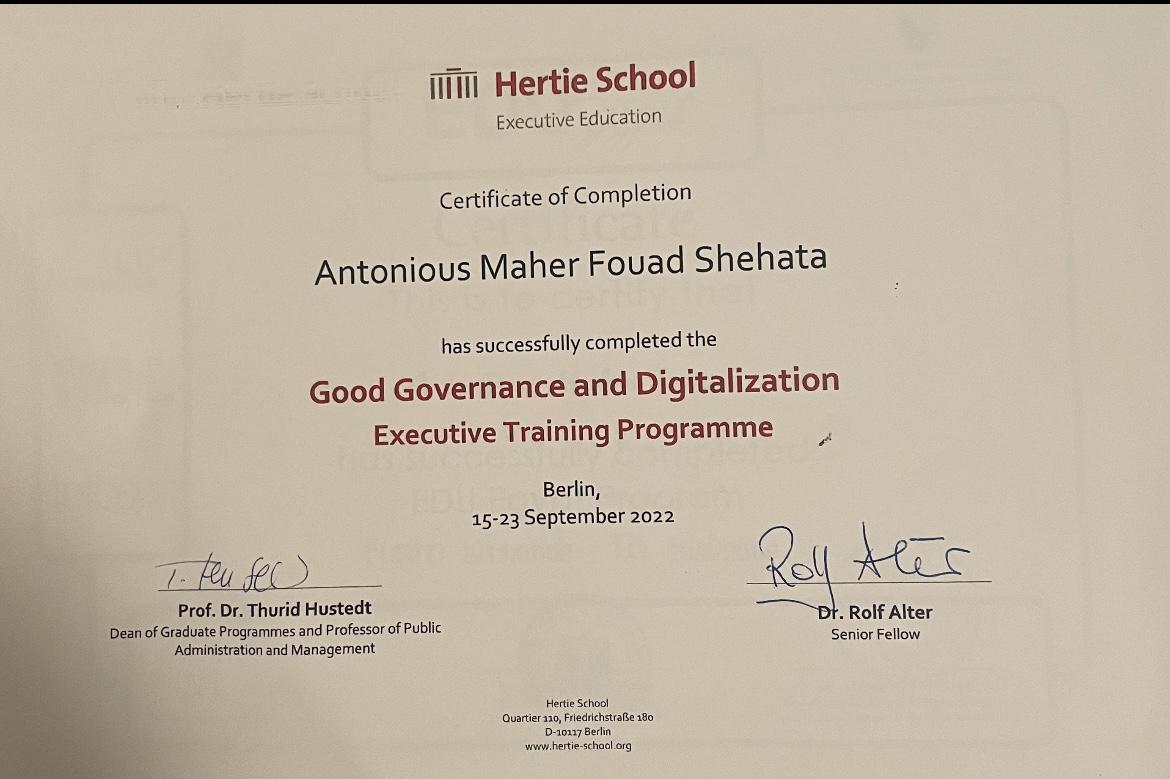 Hertie School
Executive Education
Certificate of Completion
Antonious Maher Fouad Shehata
has successfully completed the
Good Governance and Digitalization
Executive Training Programme
Berlin,
15-23 September 2022
Prof. Dr. Thurid Hustedt
Dean of Graduate Programmes and Professor of Public
Administration and Management
Rolf Alter
Dr. Rolf Alter
Senior Fellow
Hertie School
Quartier 110, Friedrichstraße 180
D-10117 Berlin
www.hertie-school.org